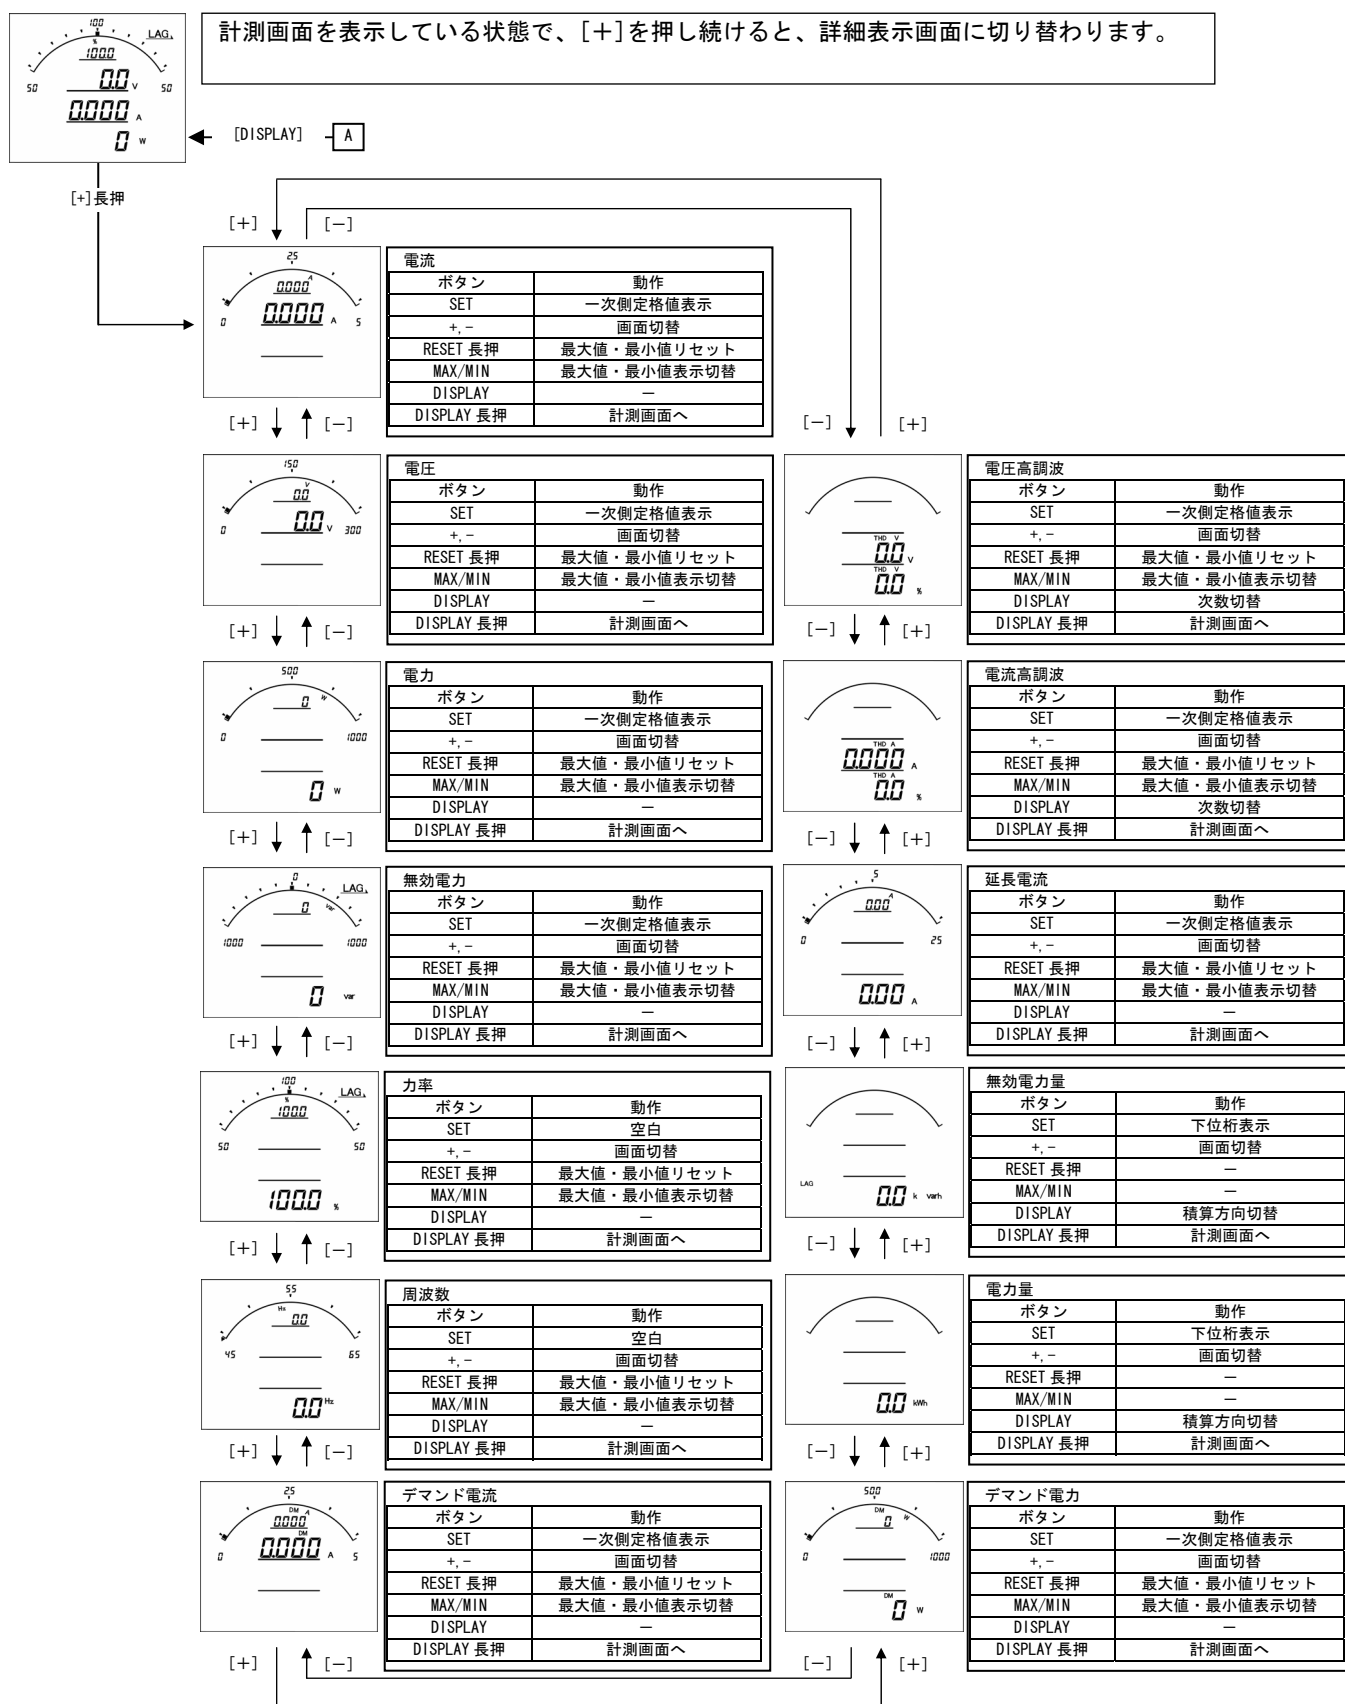 100
LAG
%
100.0
50 0.0 V 50
0.000 A
0 W
計測画面を表示している状態で、[+]を押し続けると、詳細表示画面に切り替わります。
[DISPLAY] A
[+]長押
[+] [-]
2.5
0.000 A
0 0.000 A 5
電流
ボタン 動作
SET 一次側定格値表示
+,- 画面切替
RESET 長押 最大値・最小値リセット
MAX/MIN 最大値・最小値表示切替
DISPLAY ―
DISPLAY 長押 計測画面へ
[+] [-]
[-] [+]
150
V
0.0
0 0.0 V 300
電圧
ボタン 動作
SET 一次側定格値表示
+,- 画面切替
RESET 長押 最大値・最小値リセット
MAX/MIN 最大値・最小値表示切替
DISPLAY ―
DISPLAY 長押 計測画面へ
[+] [-]
THD V
0.0 V
THD V
0.0 %
電圧高調波
ボタン 動作
SET 一次側定格値表示
+,- 画面切替
RESET 長押 最大値・最小値リセット
MAX/MIN 最大値・最小値表示切替
DISPLAY 次数切替
DISPLAY 長押 計測画面へ
[-] [+]
500
0 W
0 1000
0 W
電力
ボタン 動作
SET 一次側定格値表示
+,- 画面切替
RESET 長押 最大値・最小値リセット
MAX/MIN 最大値・最小値表示切替
DISPLAY ―
DISPLAY 長押 計測画面へ
[+] [-]
THD A
0.000 A
THD A
0.0 %
電流高調波
ボタン 動作
SET 一次側定格値表示
+,- 画面切替
RESET 長押 最大値・最小値リセット
MAX/MIN 最大値・最小値表示切替
DISPLAY 次数切替
DISPLAY 長押 計測画面へ
[-] [+]
0
LAG
0 var
1000 1000
0 var
無効電力
ボタン 動作
SET 一次側定格値表示
+,- 画面切替
RESET 長押 最大値・最小値リセット
MAX/MIN 最大値・最小値表示切替
DISPLAY ―
DISPLAY 長押 計測画面へ
[+] [-]
5
0.00 A
0 25
0.00 A
延長電流
ボタン 動作
SET 一次側定格値表示
+,- 画面切替
RESET 長押 最大値・最小値リセット
MAX/MIN 最大値・最小値表示切替
DISPLAY ―
DISPLAY 長押 計測画面へ
[-] [+]
100
LAG
%
100.0
50 50
100.0 %
力率
ボタン 動作
SET 空白
+,- 画面切替
RESET 長押 最大値・最小値リセット
MAX/MIN 最大値・最小値表示切替
DISPLAY ―
DISPLAY 長押 計測画面へ
[+] [-]
LAG
0.0 k varh
無効電力量
ボタン 動作
SET 下位桁表示
+,- 画面切替
RESET 長押 ―
MAX/MIN ―
DISPLAY 積算方向切替
DISPLAY 長押 計測画面へ
[-] [+]
55
Hz
0.0
45 65
0.0 Hz
周波数
ボタン 動作
SET 空白
+,- 画面切替
RESET 長押 最大値・最小値リセット
MAX/MIN 最大値・最小値表示切替
DISPLAY ―
DISPLAY 長押 計測画面へ
[+] [-]
0.0 kWh
電力量
ボタン 動作
SET 下位桁表示
+,- 画面切替
RESET 長押 ―
MAX/MIN ―
DISPLAY 積算方向切替
DISPLAY 長押 計測画面へ
[-] [+]
2.5
DM A
0.000
DM
0 0.000 A 5
デマンド電流
ボタン 動作
SET 一次側定格値表示
+,- 画面切替
RESET 長押 最大値・最小値リセット
MAX/MIN 最大値・最小値表示切替
DISPLAY ―
DISPLAY 長押 計測画面へ
[+] [-]
500
DM
0 W
0 1000
DM
0 W
デマンド電力
ボタン 動作
SET 一次側定格値表示
+,- 画面切替
RESET 長押 最大値・最小値リセット
MAX/MIN 最大値・最小値表示切替
DISPLAY ―
DISPLAY 長押 計測画面へ
[-] [+]